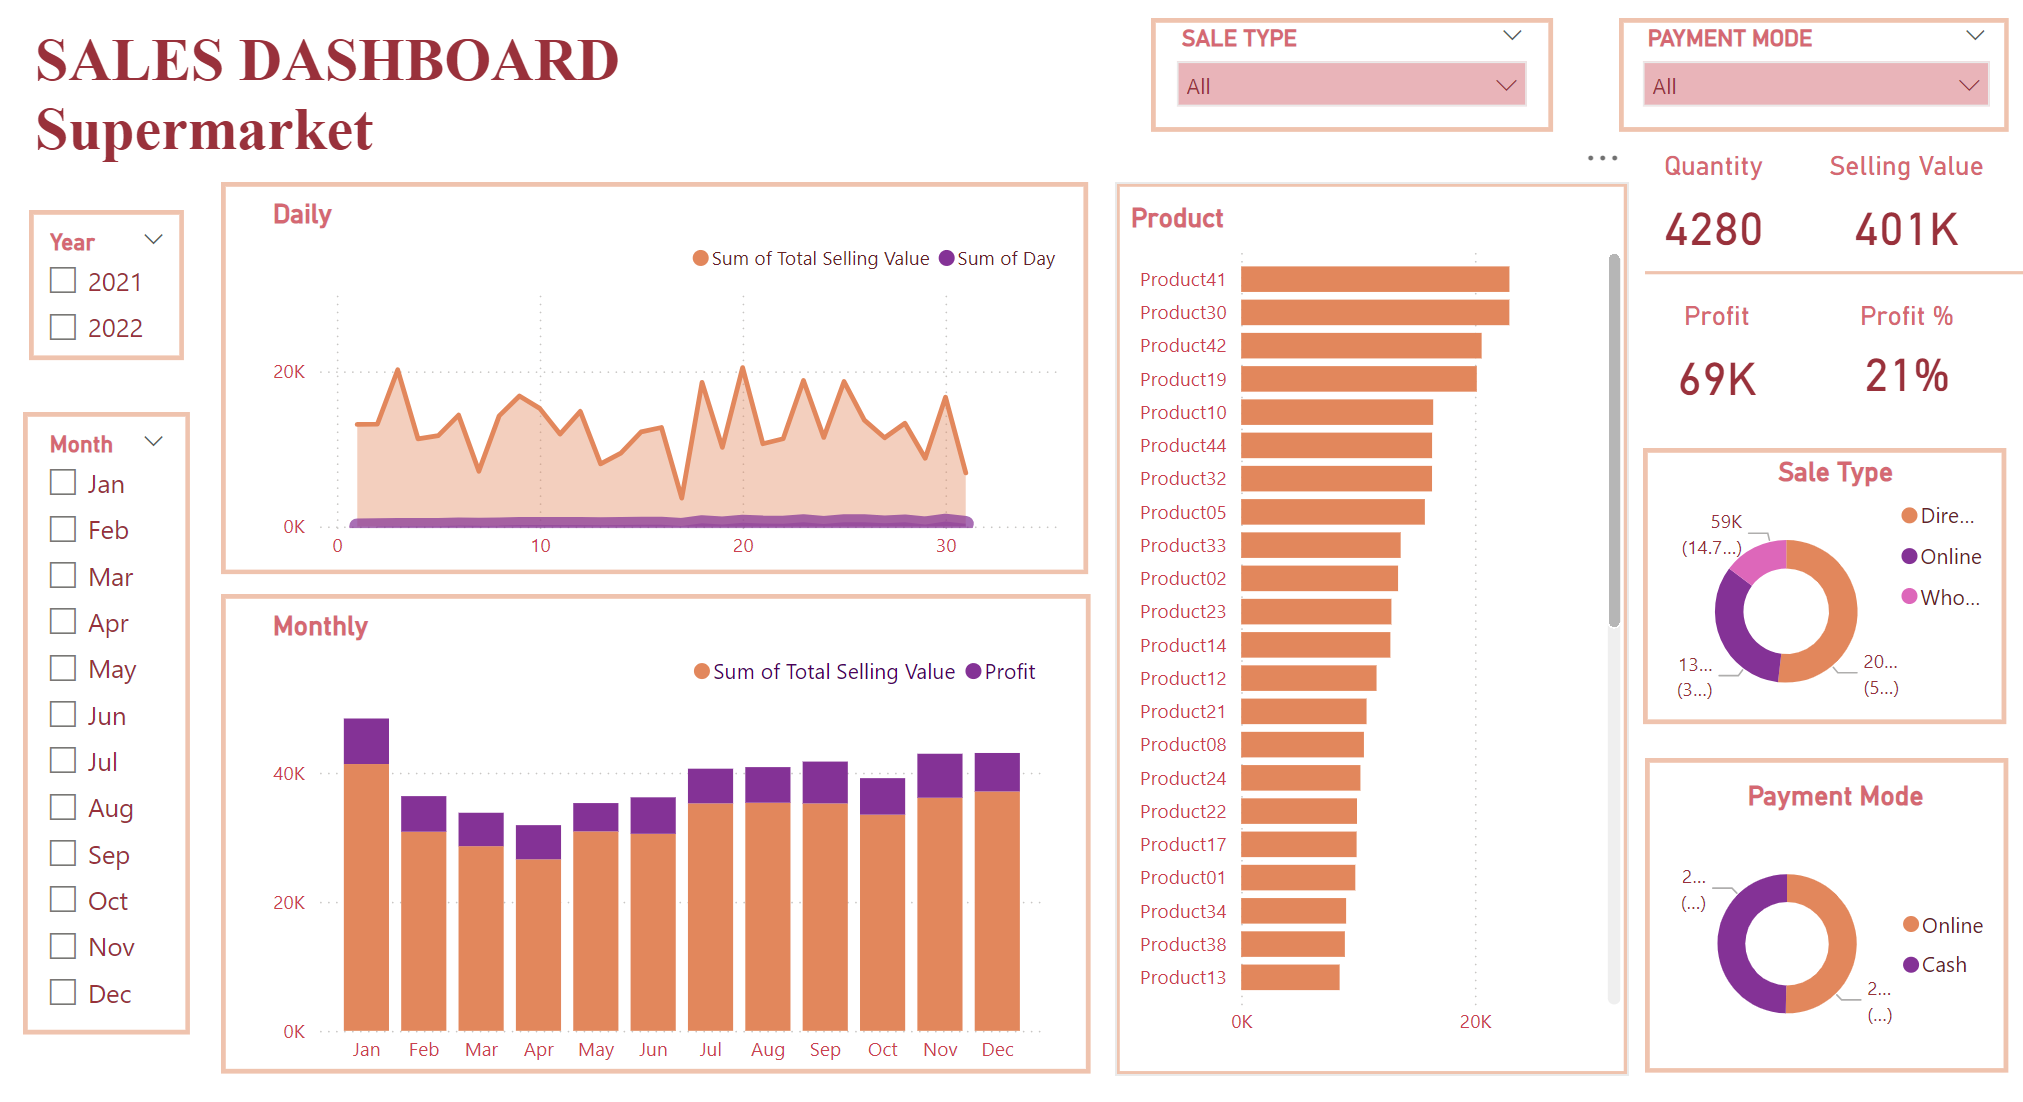 SALES DASHBOARD
Supermarket
SALE TYPE
All
PAYMENT MODE
All
Quantity
4280
Selling Value
401K
Profit
69K
Profit %
21%
Year
2021
2022
Month
Jan
Feb
Mar
Apr
May
Jun
Jul
Aug
Sep
Oct
Nov
Dec
Daily
Sum of Total Selling Value Sum of Day
20K
0K
0 10 20 30
Monthly
Sum of Total Selling Value Profit
40K
20K
0K
Jan Feb Mar Apr May Jun Jul Aug Sep Oct Nov Dec
Product
Product41
Product30
Product42
Product19
Product10
Product44
Product32
Product05
Product33
Product02
Product23
Product14
Product12
Product21
Product08
Product24
Product22
Product17
Product01
Product34
Product38
Product13
0K 20K
Sale Type
Dire...
Online
Who...
59K
(14.7...)
13...
(3...)
20...
(5...)
Payment Mode
2...
(...)
Online
Cash
2...
(...)